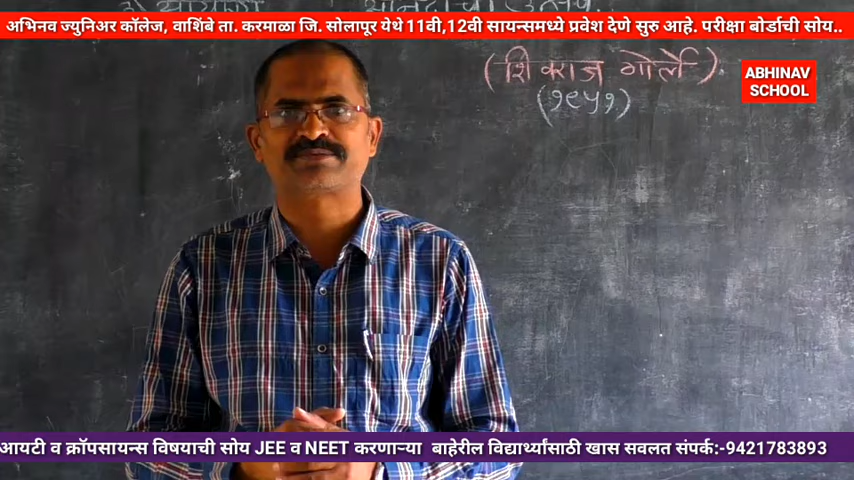 अभिनव ज्युनिअर कॉलेज, वाशिंबे ता. करमाळा जि. सोलापूर येथे 11वी,12वी सायन्समध्ये प्रवेश देणे सुरु आहे. परीक्षा बोर्डाची सोय..
(शिवराज गोर्ले)
(१९५१)
ABHINAV
SCHOOL
आयटी व क्रॉपसायन्स विषयाची सोय JEE व NEET करणाऱ्या बाहेरील विद्यार्थ्यांसाठी खास सवलत संपर्क:-9421783893